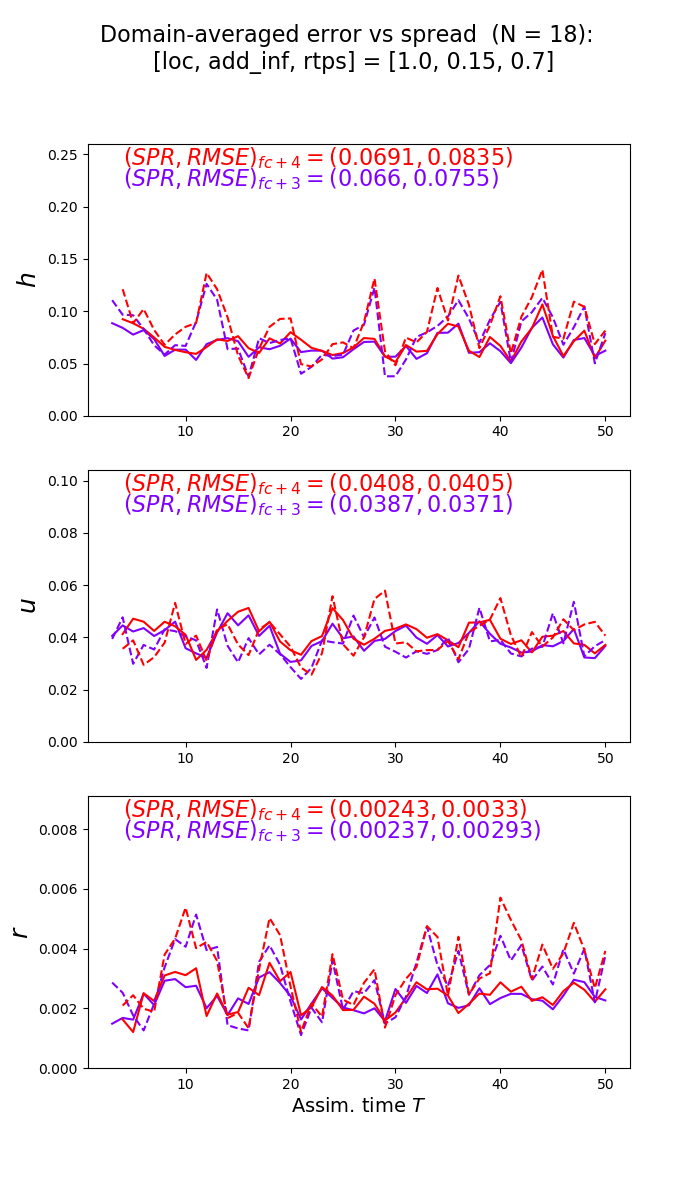 Domain-averaged error vs spread (N = 18):
[loc, add_inf, rtps] = [1.0, 0.15, 0.7]
(SPR, RMSE)fc+4 = (0.0691, 0.0835)
(SPR, RMSE)fc+3 = (0.066, 0.0755)
0.25
0.20
0.15
0.10
0.05
0.00
h
10 20 30 40 50
(SPR, RMSE)fc+4 = (0.0408, 0.0405)
(SPR, RMSE)fc+3 = (0.0387, 0.0371)
0.10
0.08
0.06
0.04
0.02
0.00
u
10 20 30 40 50
(SPR, RMSE)fc+4 = (0.00243, 0.0033)
(SPR, RMSE)fc+3 = (0.00237, 0.00293)
0.008
0.006
0.004
0.002
0.000
r
10 20 30 40 50
Assim. time T